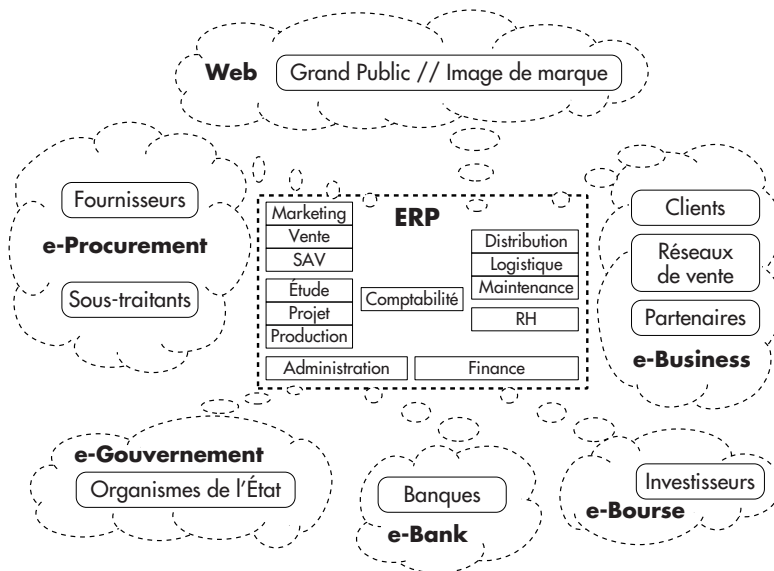 Web
Grand Public // Image de marque
Fournisseurs
e-Procurement
Sous-traitants
ERP
Marketing
Vente
SAV
Étude
Projet
Production
Comptabilité
Distribution
Logistique
Maintenance
RH
Administration
Finance
Clients
Réseaux
de vente
Partenaires
e-Business
e-Gouvernement
Organismes de l'État
Banques
e-Bank
Investisseurs
e-Bourse